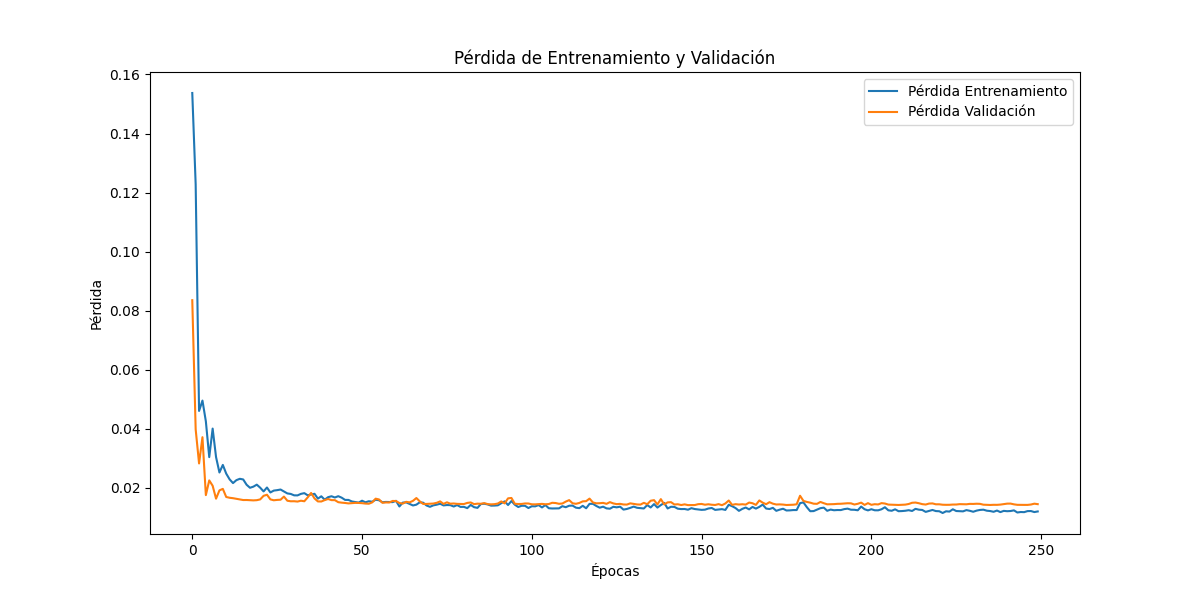 Pérdida de Entrenamiento y Validación
Pérdida Entrenamiento
Pérdida Validación
0.16
0.14
0.12
0.10
0.08
0.06
0.04
0.02
Pérdida
0 50 100 150 200 250
Épocas